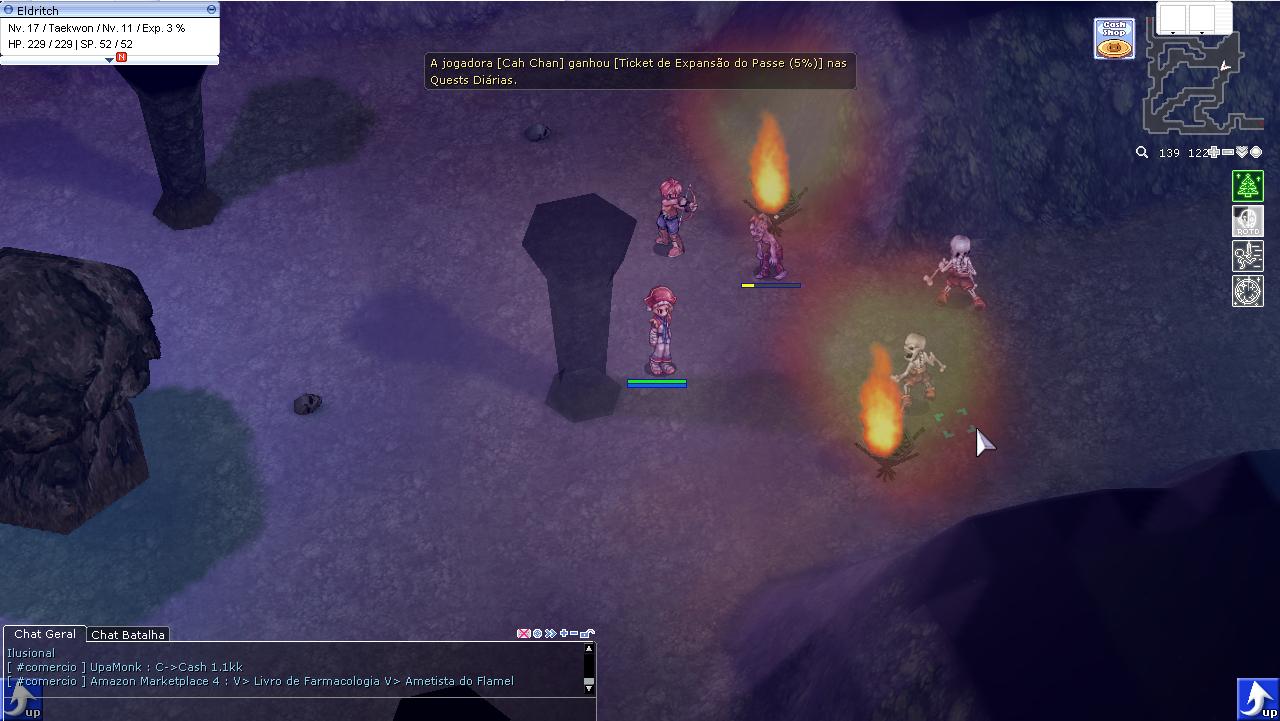 Eldritch
Nv. 17 / Taekwon / Nv. 11 / Exp. 3 %
HP. 229 / 229 | SP. 52 / 52
N
A jogadora [Cah Chan] ganhou [Ticket de Expansão do Passe (5%)] nas
Quests Diárias.
Cash
Shop
139 122
ROTD
Chat Geral
Chat Batalha
Ilusional
[ #comercio ] UpaMonk : C->Cash 1.1kk
[ #comercio ] Amazon Marketplace 4 : V> Livro de Farmacologia V> Ametista do Flamel
up
up